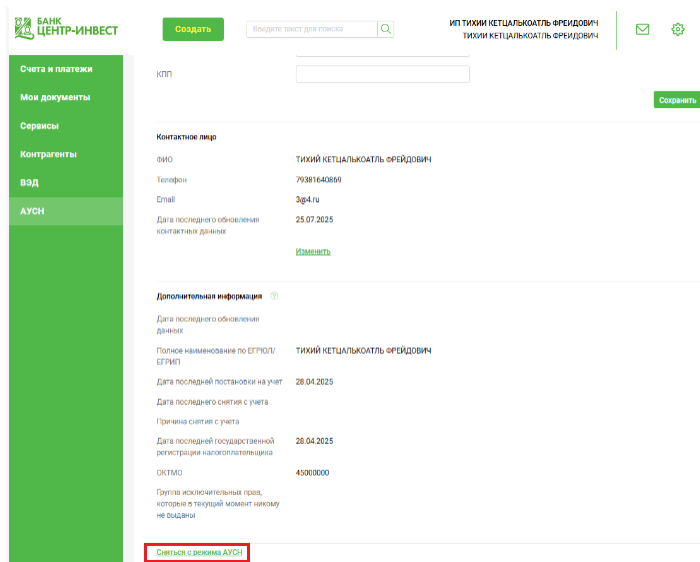 БАНК
ЦЕНТР-ИНВЕСТ
Создать
Введите текст для поиска
ИП ТИХИЙ КЕТЦАЛЬКОАТЛЬ ФРЕЙДОВИЧ
ТИХИЙ КЕТЦАЛЬКОАТЛЬ ФРЕЙДОВИЧ
Счета и платежи
Мои документы
Сервисы
Контрагенты
ВЭД
АУСН
КПП
Сохранить
Контактное лицо
ФИО ТИХИЙ КЕТЦАЛЬКОАТЛЬ ФРЕЙДОВИЧ
Телефон 79381640869
Email 3@4.ru
Дата последнего обновления 25.07.2025
контактных данных
Изменить
Дополнительная информация ?
Дата последнего обновления
данных
Полное наименование по ЕГРЮЛ/ ТИХИЙ КЕТЦАЛЬКОАТЛЬ ФРЕЙДОВИЧ
ЕГРИП
Дата последней постановки на учет 28.04.2025
Дата последнего снятия с учета
Причина снятия с учета
Дата последней государственной 28.04.2025
регистрации налогоплательщика
ОКТМО 45000000
Группа исключительных прав,
которые в текущий момент никому
не выданы
Сняться с режима АУСН